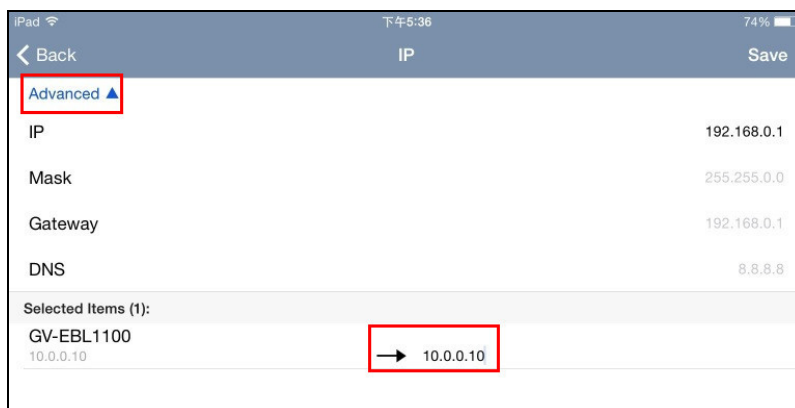 iPad 下午5:36 74%
Back IP Save
Advanced ▲
IP 192.168.0.1
Mask 255.255.0.0
Gateway 192.168.0.1
DNS 8.8.8.8
Selected Items (1):
GV-EBL1100
10.0.0.10 → 10.0.0.10